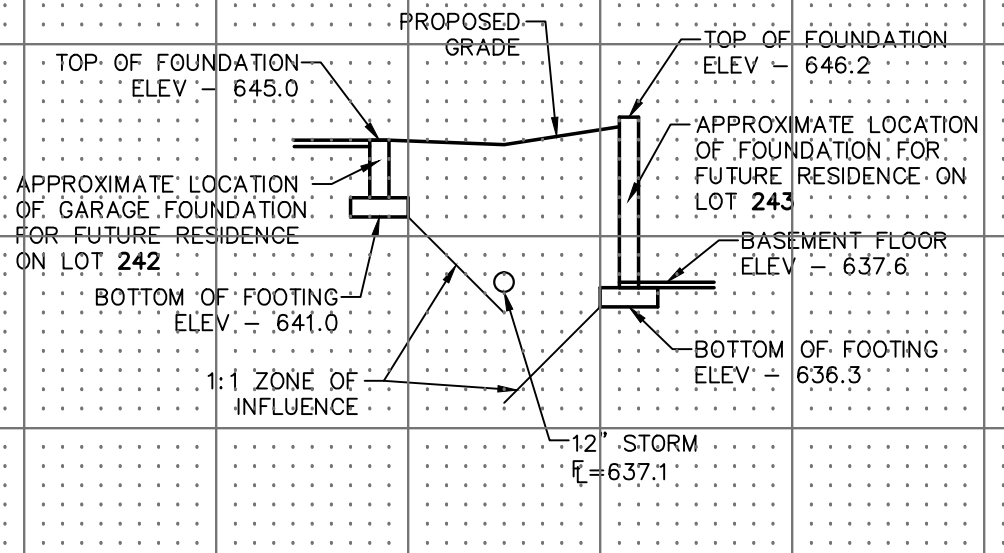 PROPOSED
GRADE
TOP OF FOUNDATION
ELEV – 645.0
TOP OF FOUNDATION
ELEV – 646.2
APPROXIMATE LOCATION
OF FOUNDATION FOR
FUTURE RESIDENCE ON
LOT 243
APPROXIMATE LOCATION
OF GARAGE FOUNDATION
FOR FUTURE RESIDENCE
ON LOT 242
BASEMENT FLOOR
ELEV – 637.6
BOTTOM OF FOOTING
ELEV – 641.0
BOTTOM OF FOOTING
ELEV – 636.3
1:1 ZONE OF
INFLUENCE
12" STORM
FL=637.1